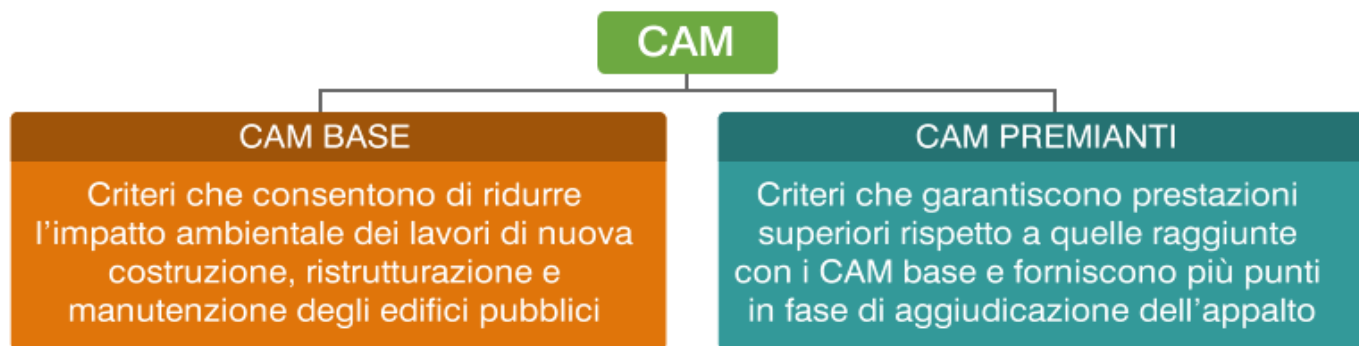 CAM
CAM BASE
Criteri che consentono di ridurre
l'impatto ambientale dei lavori di nuova
costruzione, ristrutturazione e
manutenzione degli edifici pubblici
CAM PREMIANTI
Criteri che garantiscono prestazioni
superiori rispetto a quelle raggiunte
con i CAM base e forniscono più punti
in fase di aggiudicazione dell'appalto